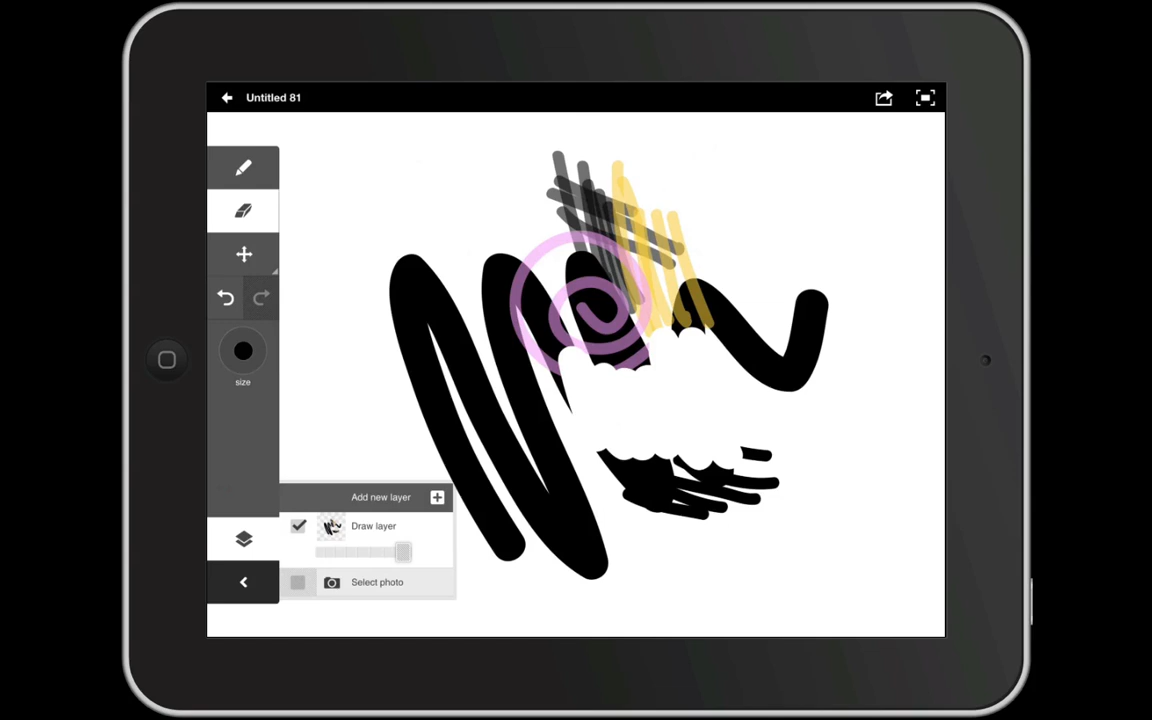 Untitled 81
size
Add new layer
Draw layer
Select photo